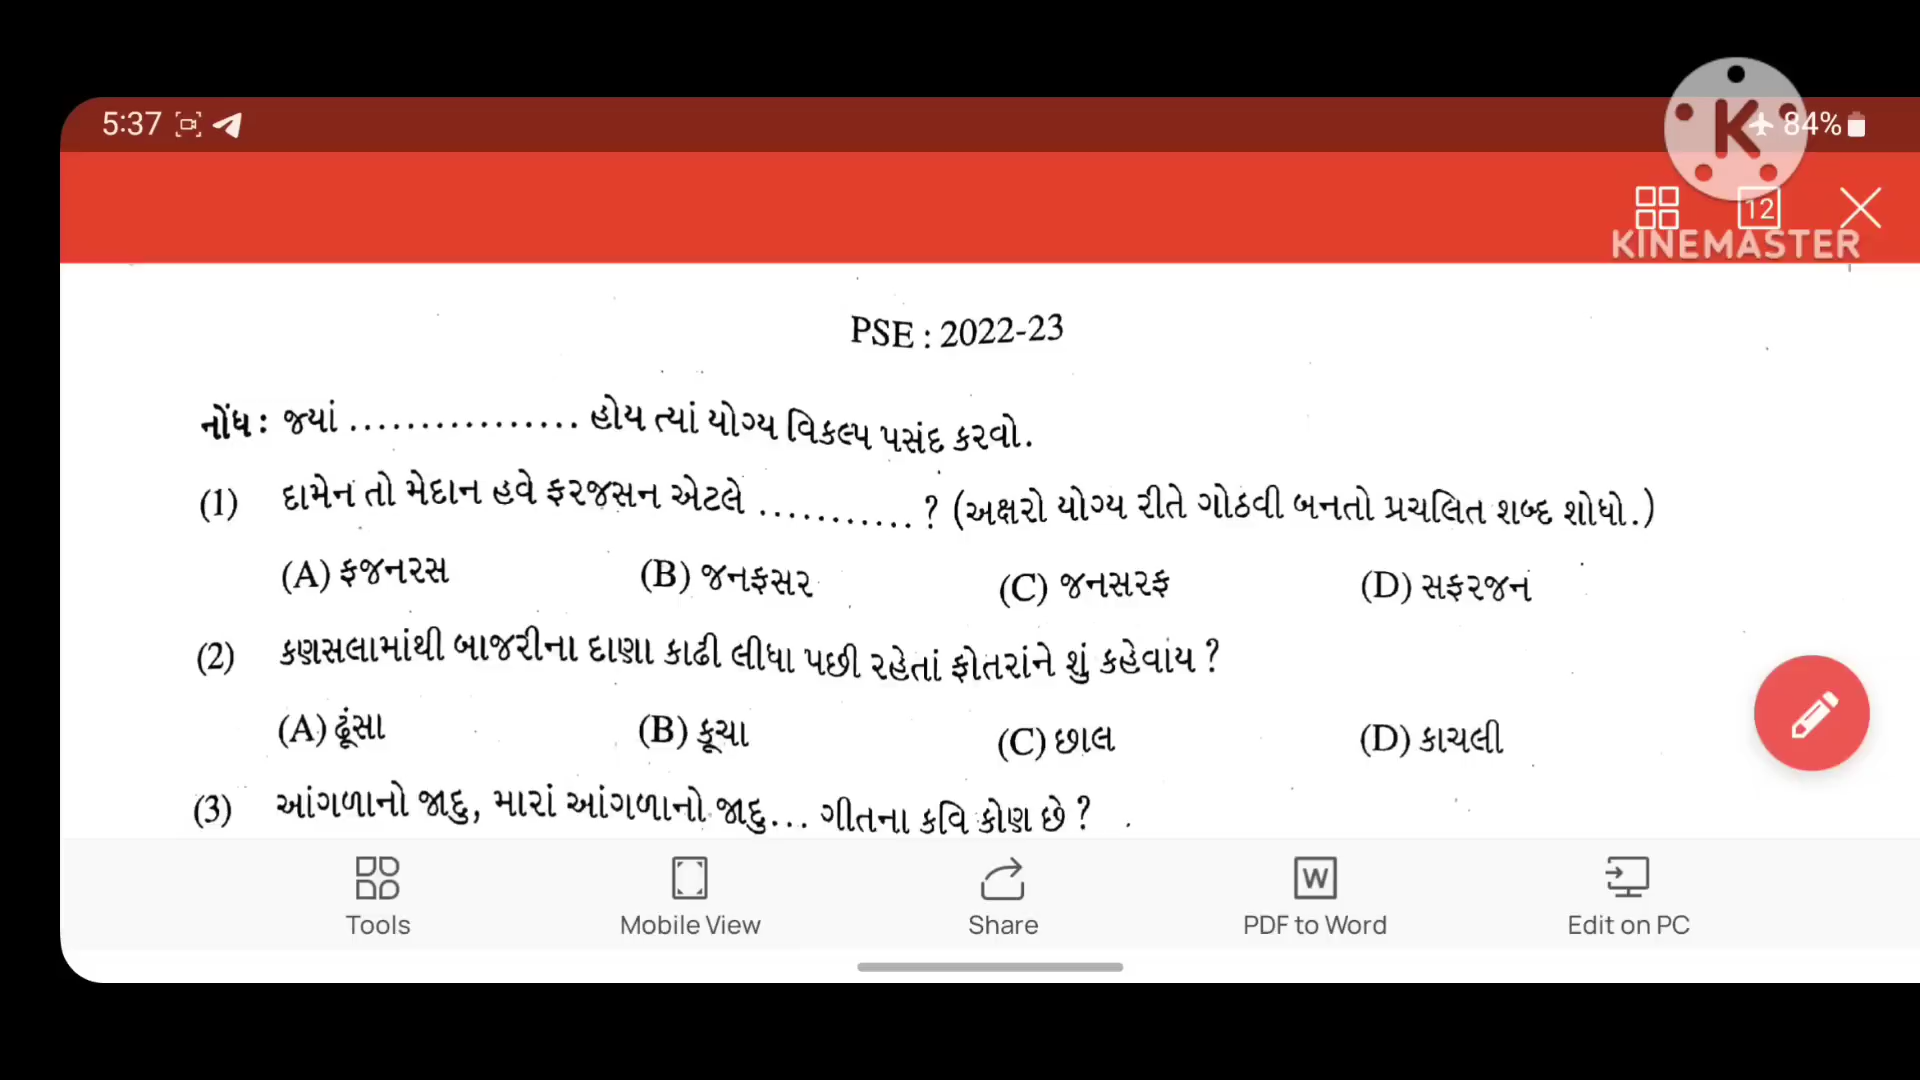 5:37
84%
12
KINEMASTER
PSE : 2022-23
નોંધ : જ્યાં ................ હોય ત્યાં યોગ્ય વિકલ્પ પસંદ કરવો.
(1) દામેન તો મેદાન હવે ફરજસન એટલે ........... ? (અક્ષરો યોગ્ય રીતે ગોઠવી બનતો પ્રચલિત શબ્દ શોધો.)
(A) ફજનરસ (B) જનફસર (C) જનસરફ (D) સફરજન
(2) કણસલામાંથી બાજરીના દાણા કાઢી લીધા પછી રહેતાં ફોતરાંને શું કહેવાંય ?
(A) ઢૂંસા (B) કૂચા (C) છાલ (D) કાચલી
(3) આંગળાનો જાદુ, મારાં આંગળાનો જાદુ... ગીતના કવિ કોણ છે ?
Tools Mobile View Share PDF to Word Edit on PC